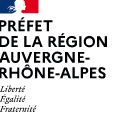 PRÉFET
DE LA RÉGION
AUVERGNE-
RHÔNE-ALPES
Liberté
Égalité
Fraternité